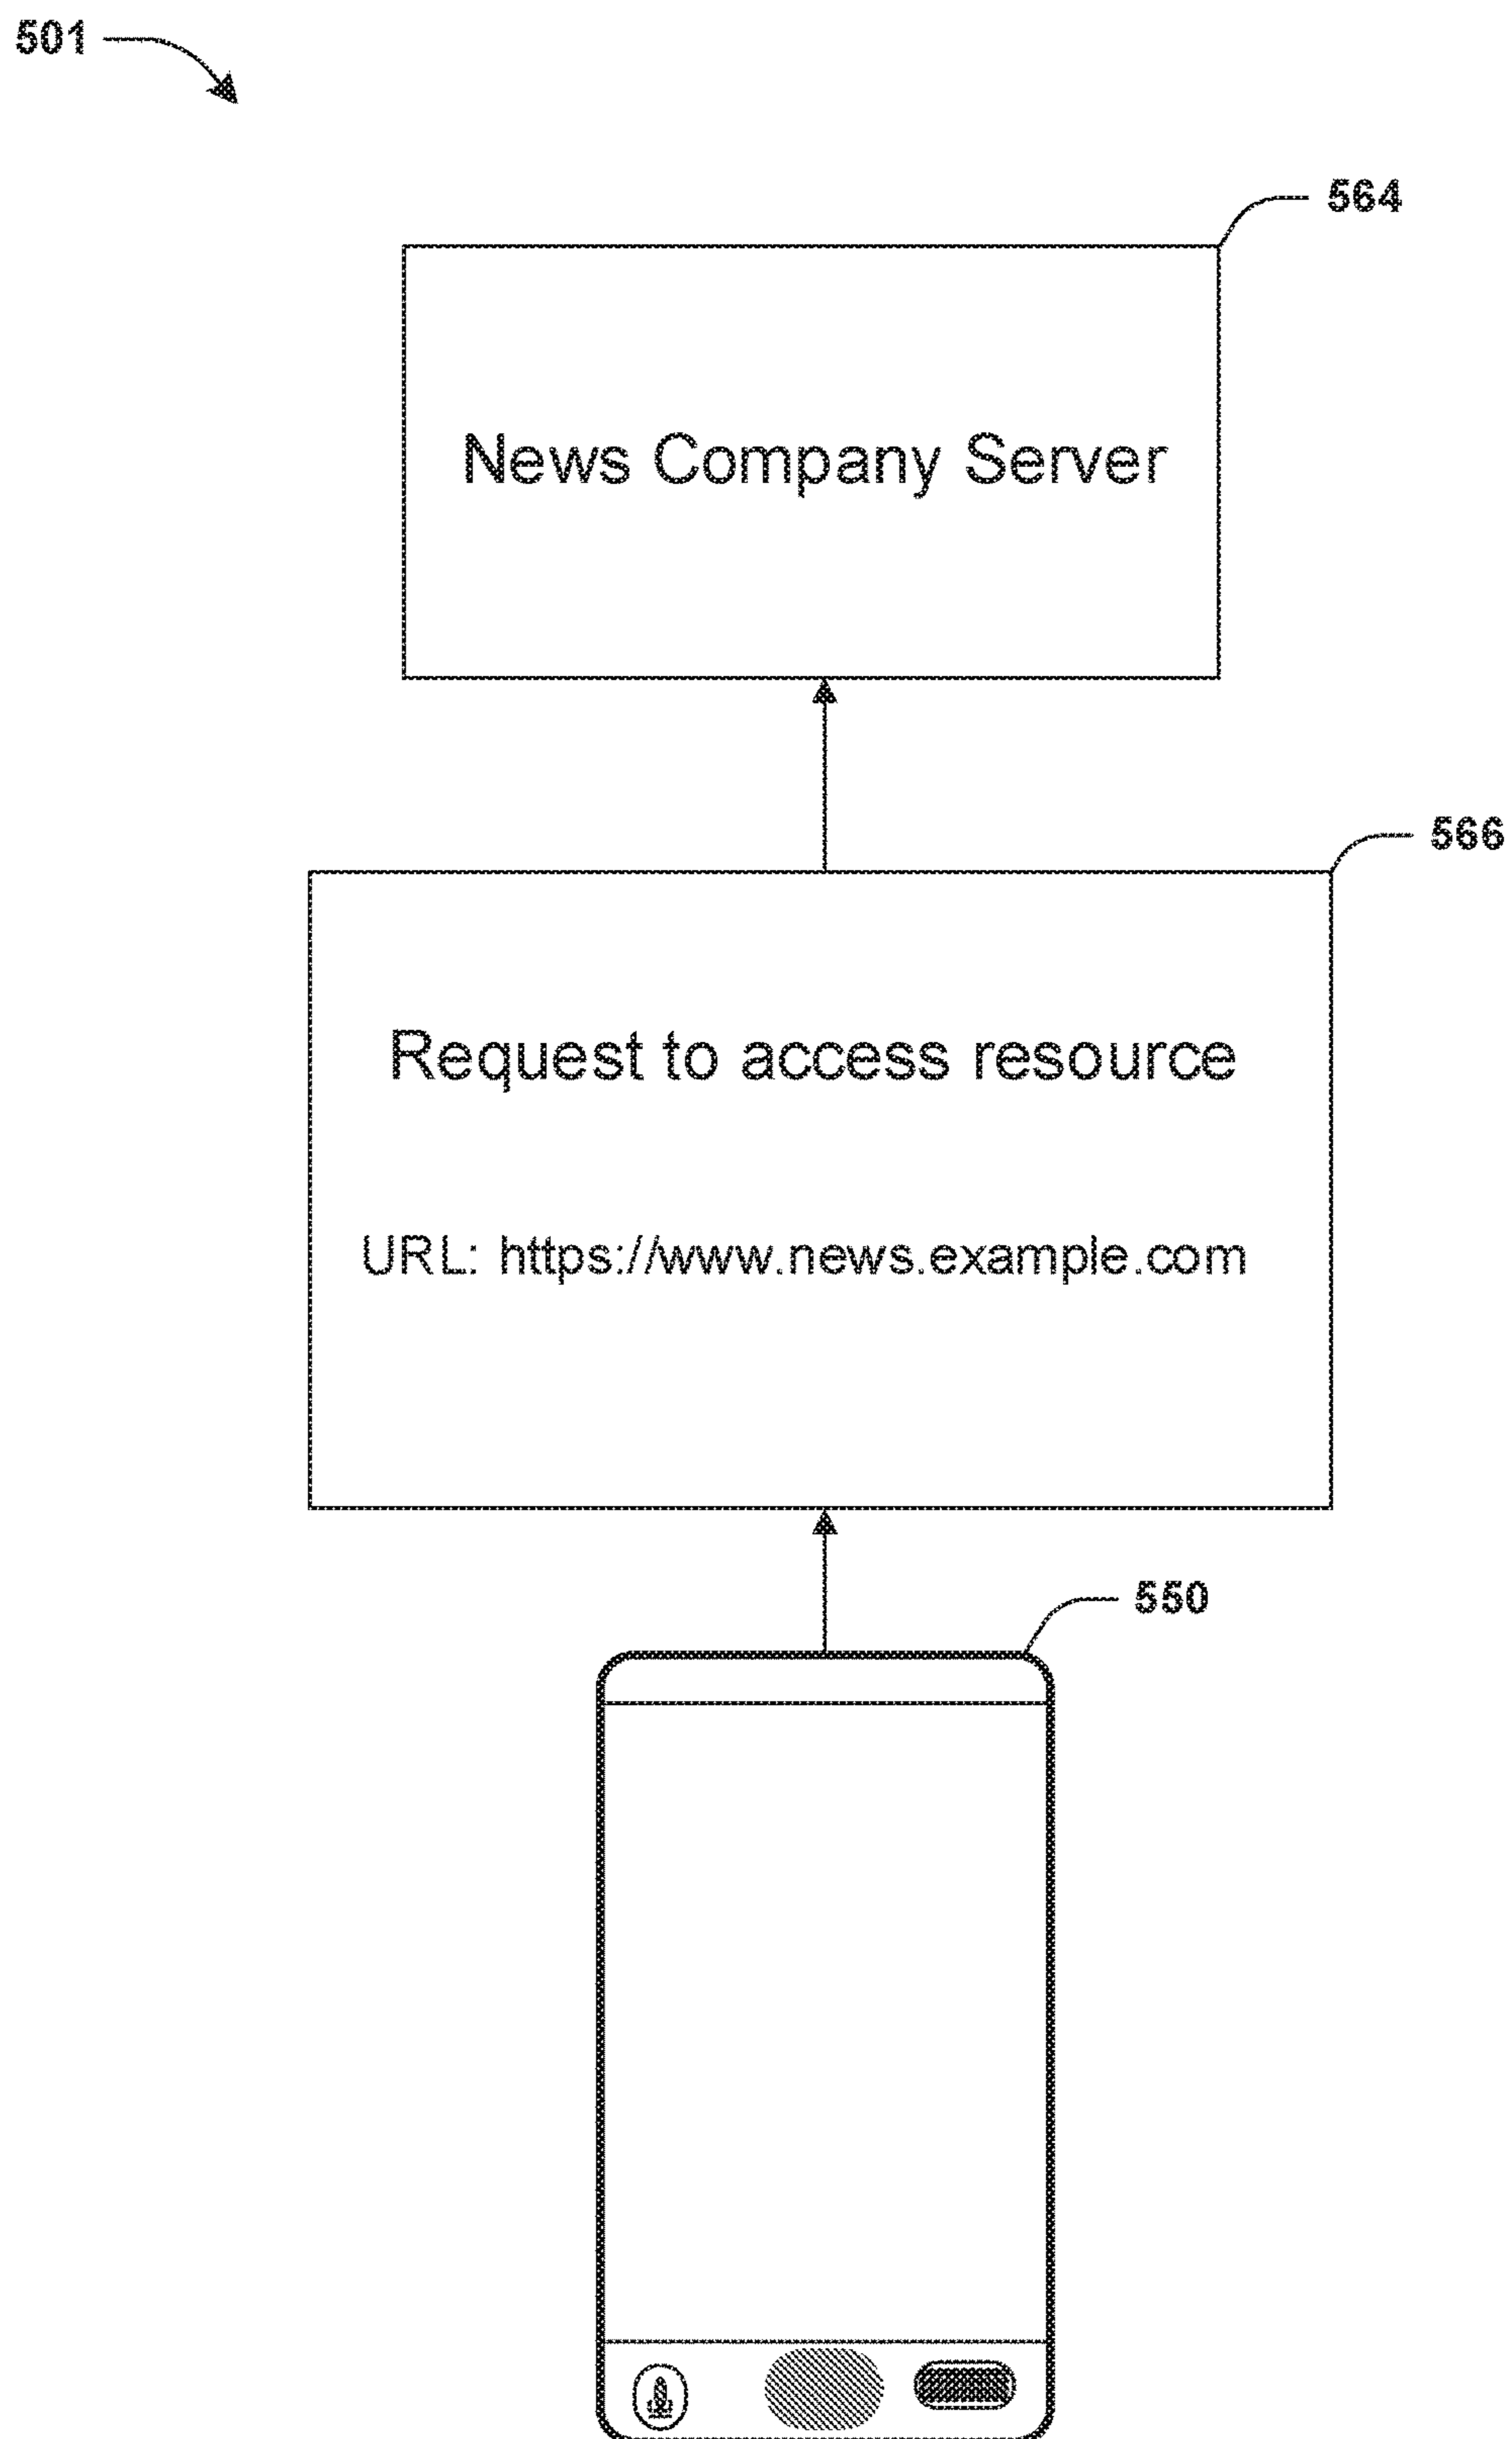 501
564
News Company Server
566
Request to access resource
URL: https://www.news.example.com
550